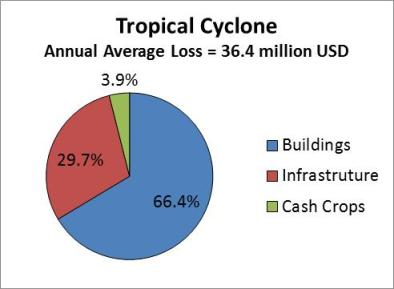 Tropical Cyclone
Annual Average Loss = 36.4 million USD
3.9%
29.7%
66.4%
Buildings
Infrastruture
Cash Crops